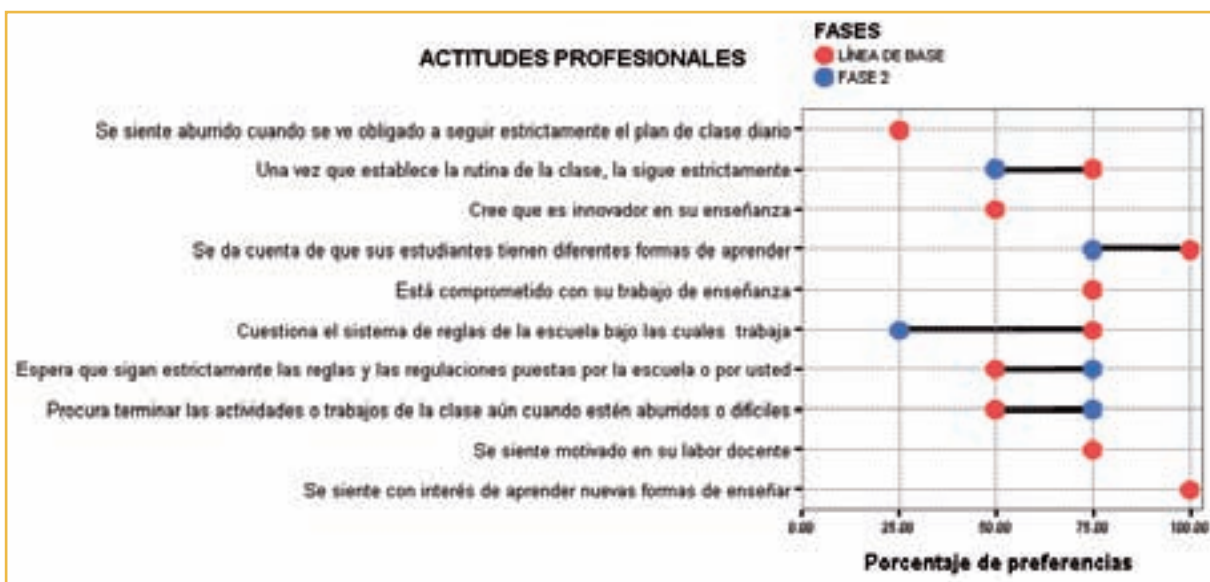 ACTITUDES PROFESIONALES
FASES
LÍNEA DE BASE
FASE 2
Se siente aburrido cuando se ve obligado a seguir estrictamente el plan de clase diario
Una vez que establece la rutina de la clase, la sigue estrictamente
Cree que es innovador en su enseñanza
Se da cuenta de que sus estudiantes tienen diferentes formas de aprender
Está comprometido con su trabajo de enseñanza
Cuestiona el sistema de reglas de la escuela bajo las cuales trabaja
Espera que sigan estrictamente las reglas y las regulaciones puestas por la escuela o por usted
Procura terminar las actividades o trabajos de la clase aún cuando estén aburridos o difíciles
Se siente motivado en su labor docente
Se siente con interés de aprender nuevas formas de enseñar
0.00 25.00 50.00 75.00 100.00
Porcentaje de preferencias